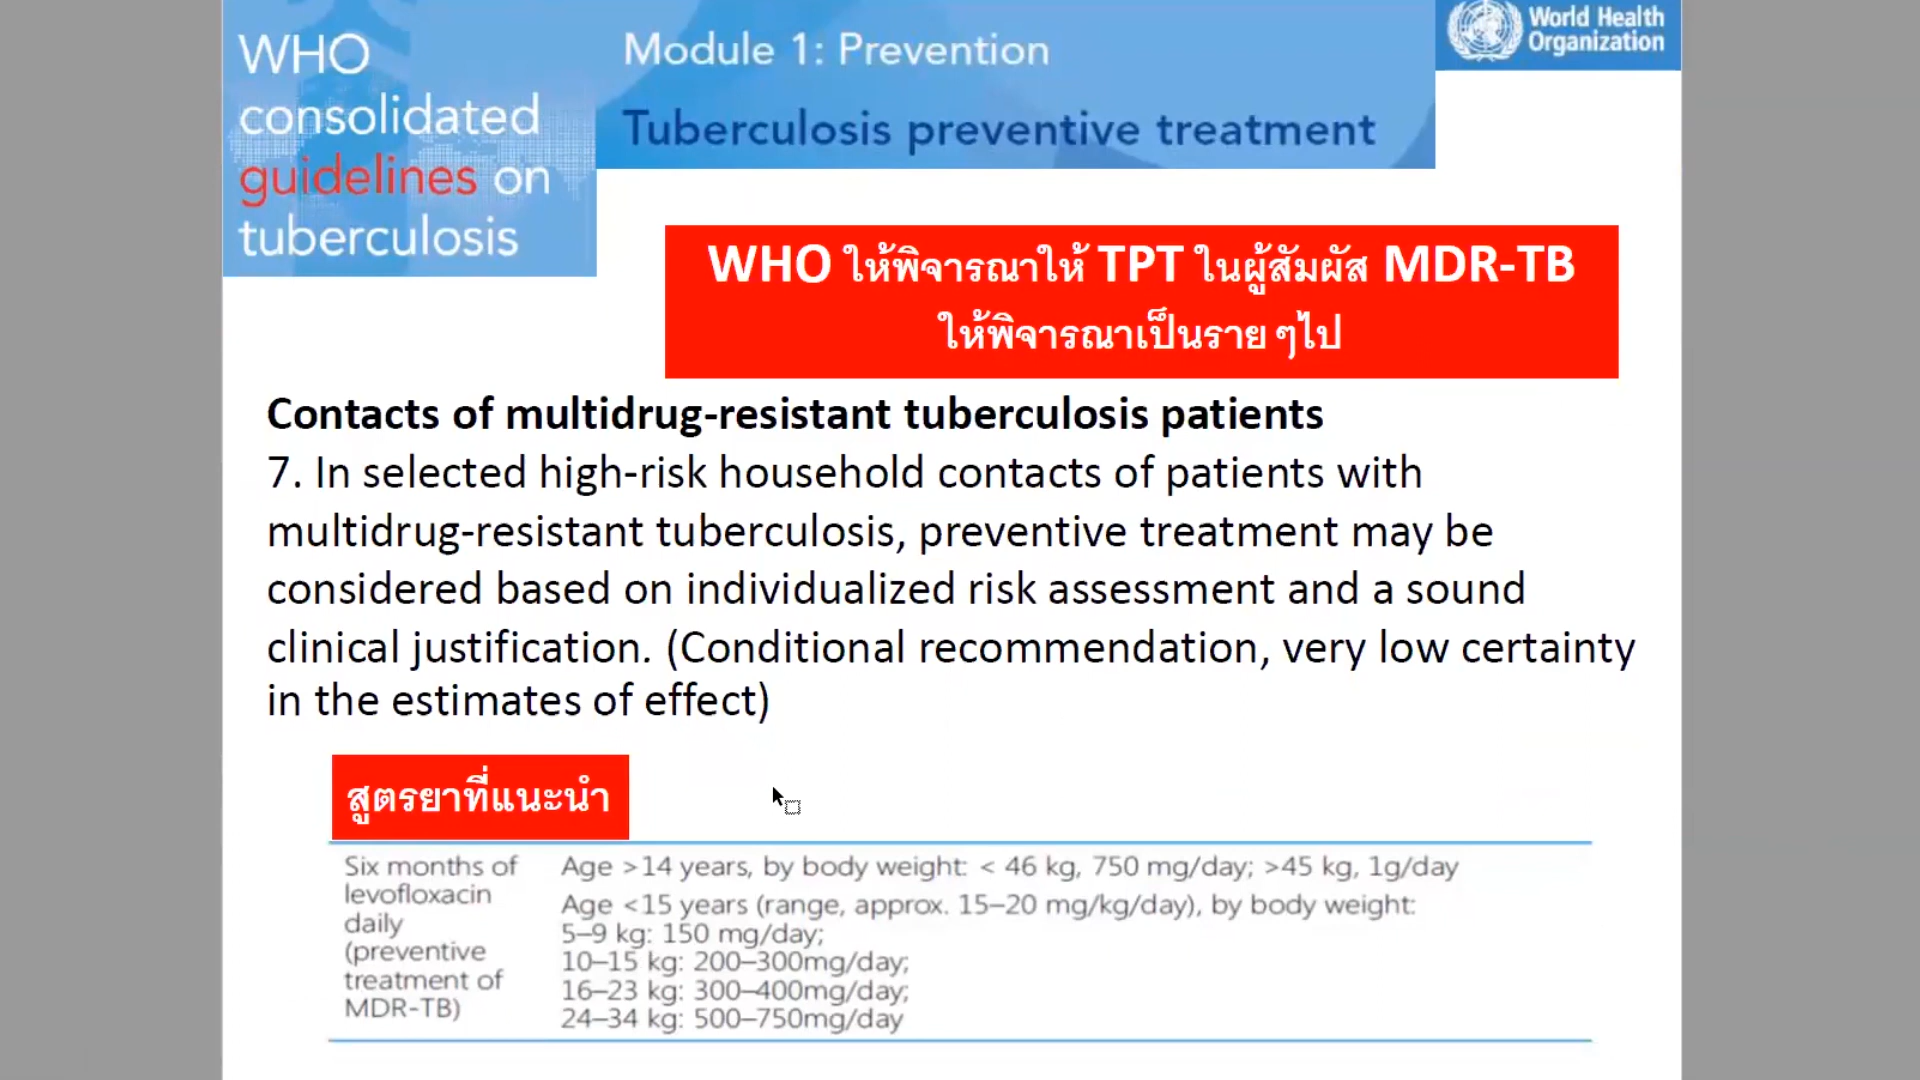 WHO
consolidated
guidelines on
tuberculosis
Module 1: Prevention
Tuberculosis preventive treatment
World Health
Organization
WHO ให้พิจารณาให้ TPT ในผู้สัมผัส MDR-TB
ให้พิจารณาเป็นราย ๆไป
Contacts of multidrug-resistant tuberculosis patients
7. In selected high-risk household contacts of patients with
multidrug-resistant tuberculosis, preventive treatment may be
considered based on individualized risk assessment and a sound
clinical justification. (Conditional recommendation, very low certainty
in the estimates of effect)
สูตรยาที่แนะนำ
Six months of
levofloxacin
daily
(preventive
treatment of
MDR-TB)
Age >14 years, by body weight: < 46 kg, 750 mg/day; >45 kg, 1g/day
Age <15 years (range, approx. 15–20 mg/kg/day), by body weight:
5–9 kg: 150 mg/day;
10–15 kg: 200–300mg/day;
16–23 kg: 300–400mg/day;
24–34 kg: 500–750mg/day